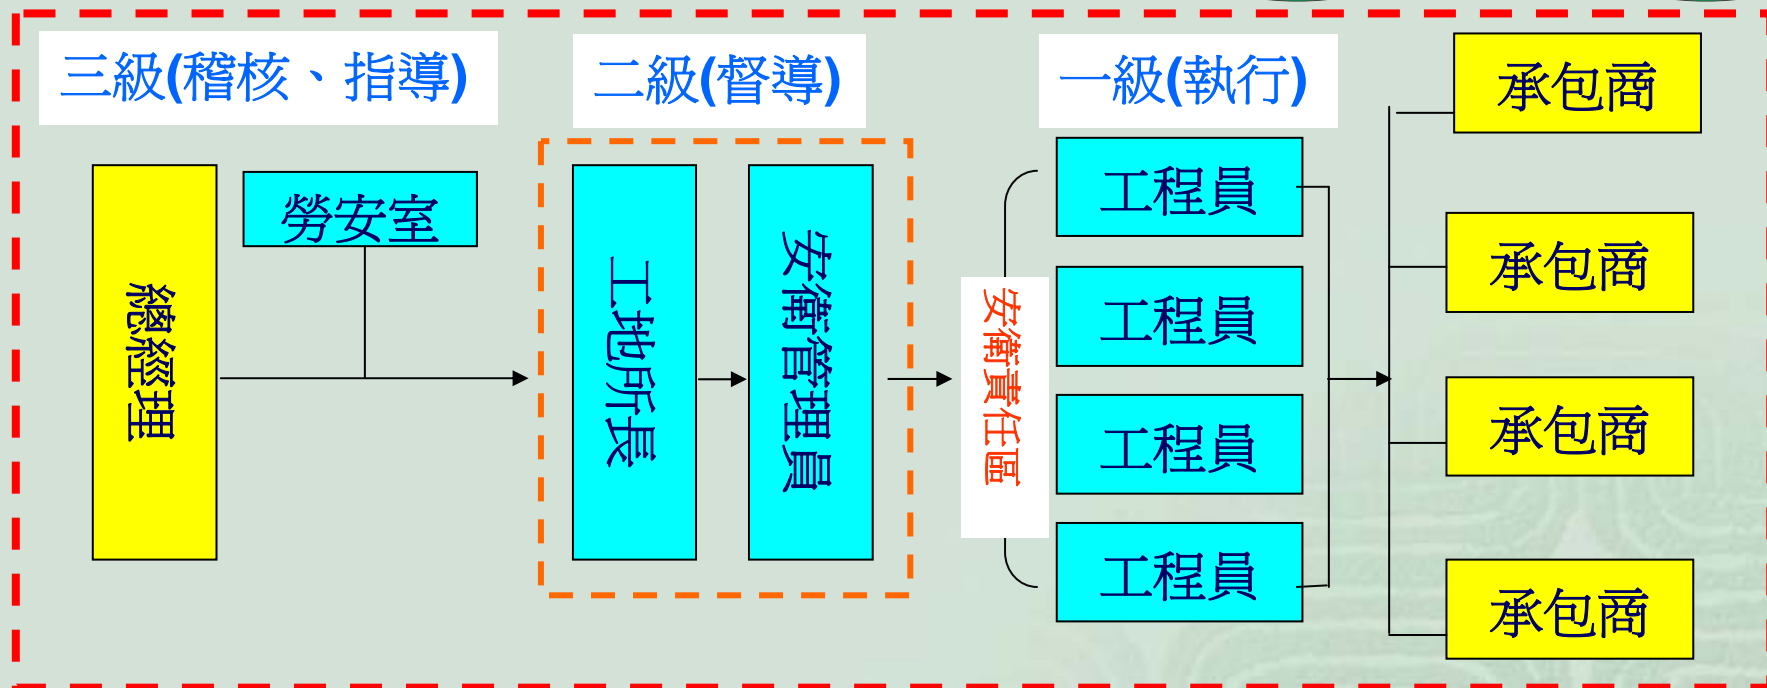 三級(稽核、指導)
二級(督導)
一級(執行)
總經理
勞安室
工地所長
安衛管理員
安衛責任區
工程員
工程員
工程員
工程員
承包商
承包商
承包商
承包商